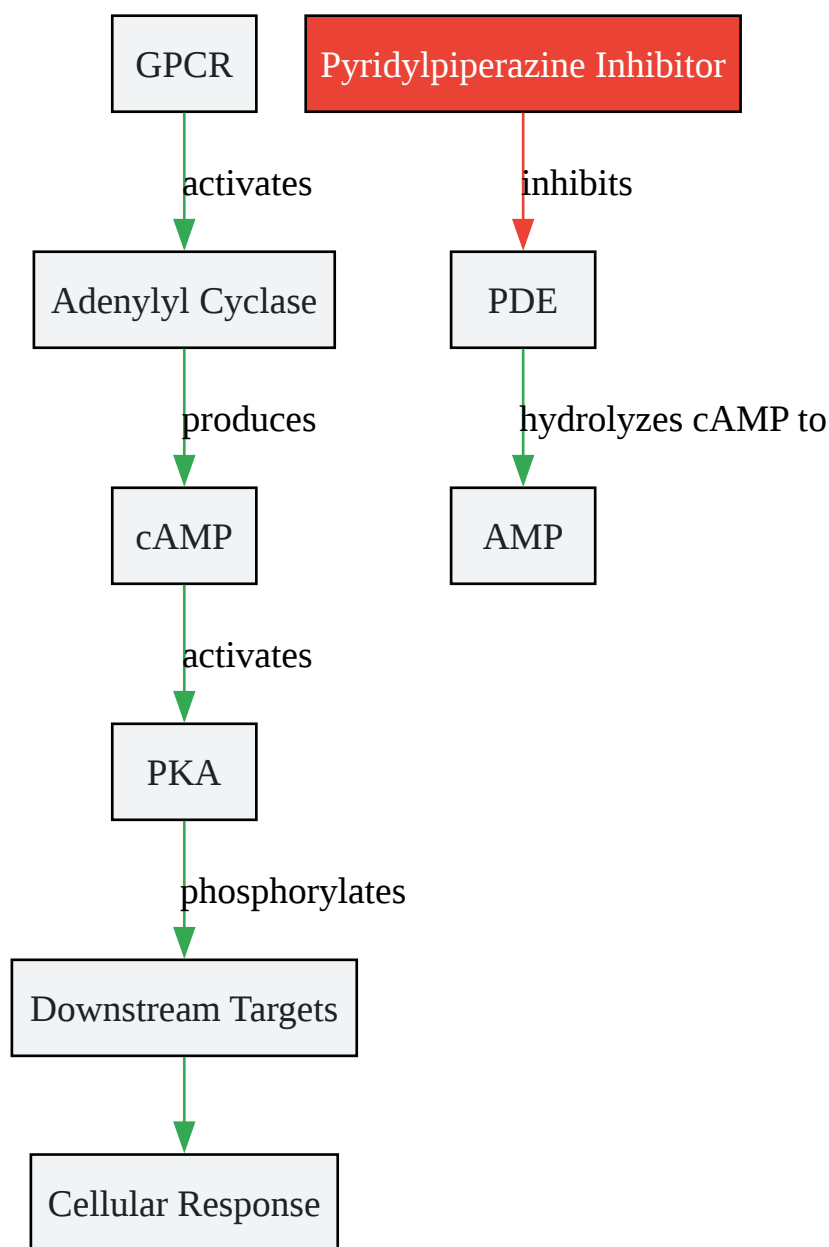 GPCR
Pyridylpiperazine Inhibitor
activates
inhibits
Adenylyl Cyclase
PDE
produces
hydrolyzes cAMP to
cAMP
AMP
activates
PKA
phosphorylates
Downstream Targets
Cellular Response